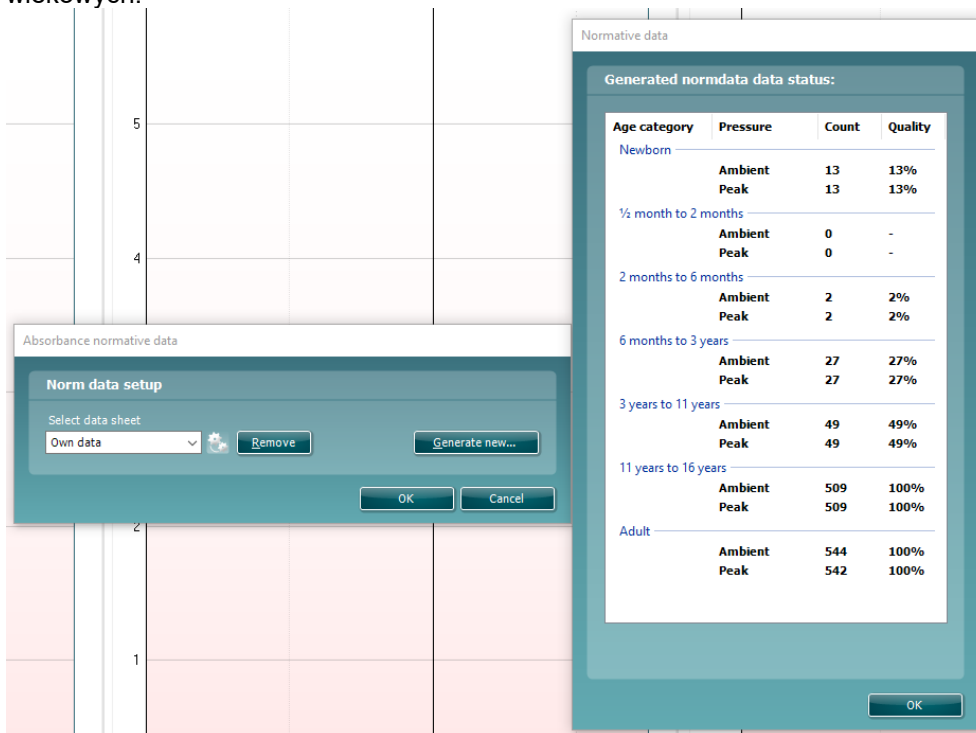 wiekowych.
5
4
2
1
Absorbance normative data
Norm data setup
Select data sheet
Own data
Remove
Generate new...
OK
Cancel
Normative data
Generated normdata data status:
Age category Pressure Count Quality
Newborn
Ambient 13 13%
Peak 13 13%
½ month to 2 months
Ambient 0 -
Peak 0 -
2 months to 6 months
Ambient 2 2%
Peak 2 2%
6 months to 3 years
Ambient 27 27%
Peak 27 27%
3 years to 11 years
Ambient 49 49%
Peak 49 49%
11 years to 16 years
Ambient 509 100%
Peak 509 100%
Adult
Ambient 544 100%
Peak 542 100%
OK